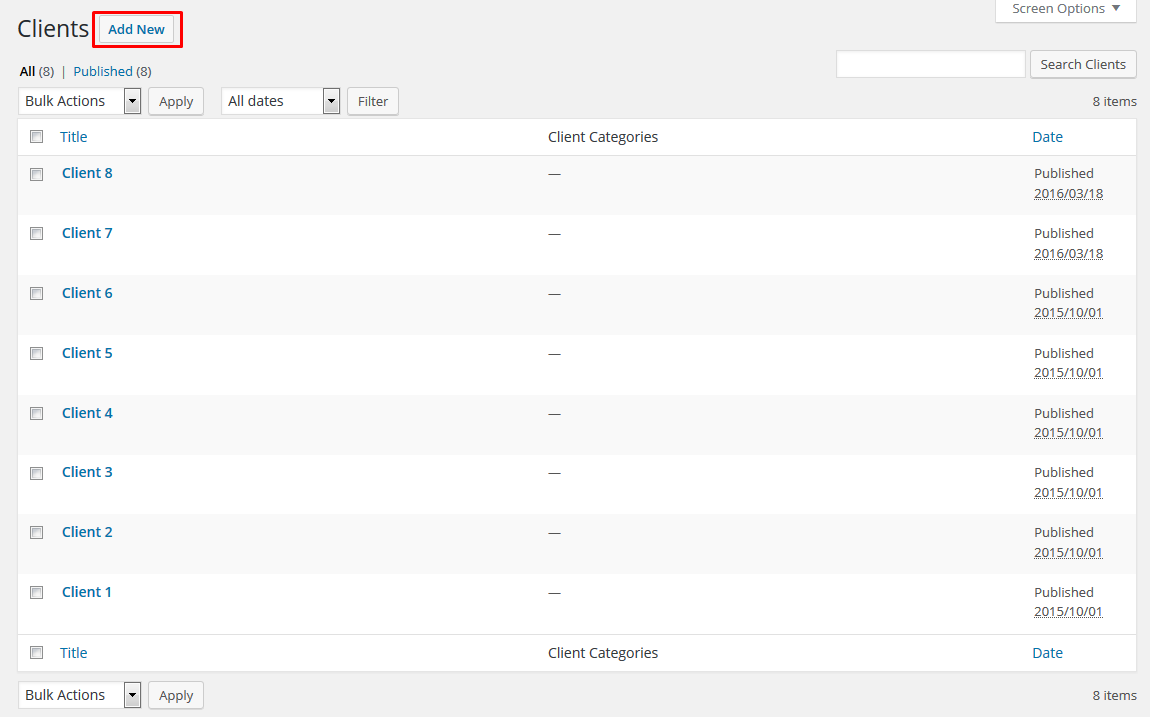 Screen Options
Clients Add New
All (8) | Published (8)
Search Clients
Bulk Actions Apply All dates Filter 8 items
Title Client Categories Date
Client 8 — Published
2016/03/18
Client 7 — Published
2016/03/18
Client 6 — Published
2015/10/01
Client 5 — Published
2015/10/01
Client 4 — Published
2015/10/01
Client 3 — Published
2015/10/01
Client 2 — Published
2015/10/01
Client 1 — Published
2015/10/01
Title Client Categories Date
Bulk Actions Apply 8 items